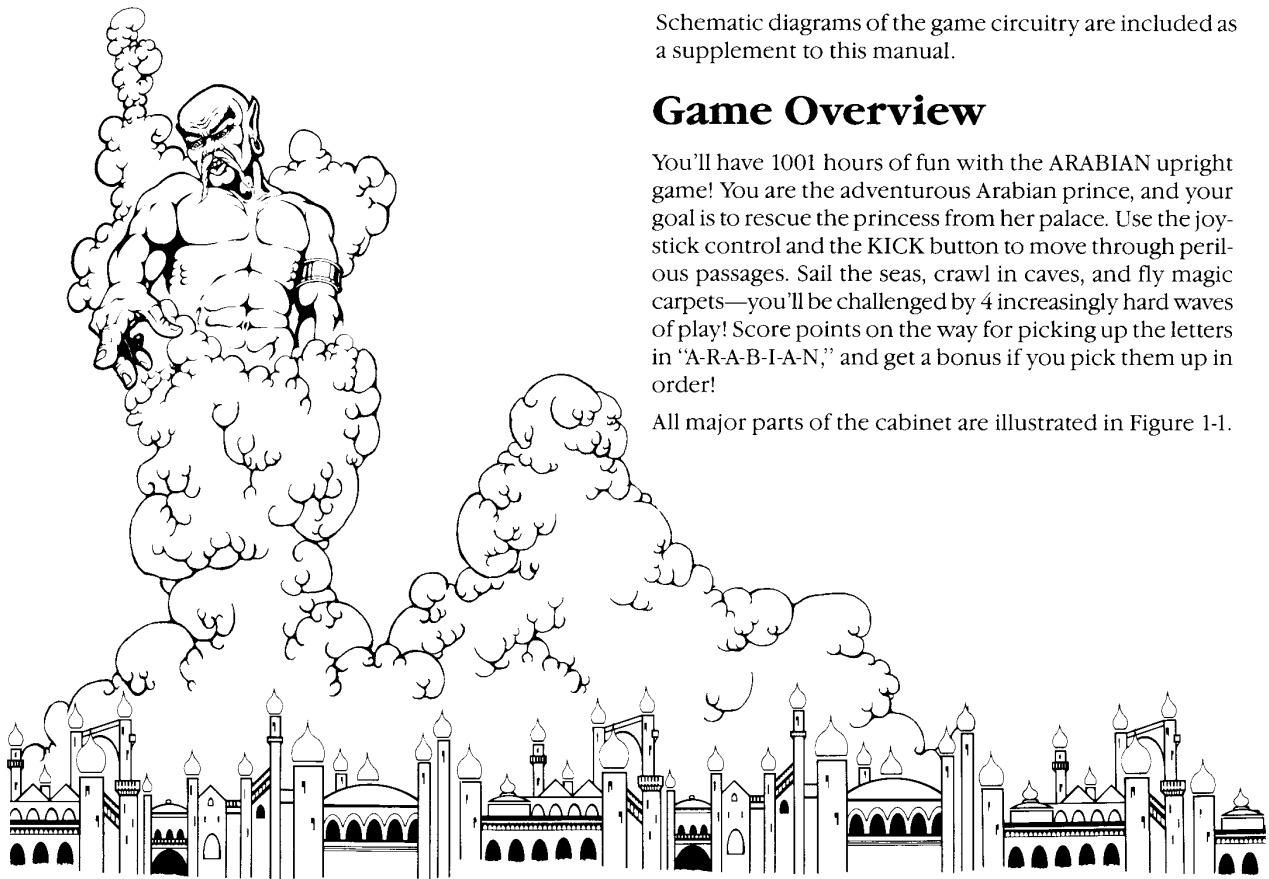 Schematic diagrams of the game circuitry are included as
a supplement to this manual.
Game Overview
You'll have 1001 hours of fun with the ARABIAN upright
game! You are the adventurous Arabian prince, and your
goal is to rescue the princess from her palace. Use the joy-
stick control and the KICK button to move through peril-
ous passages. Sail the seas, crawl in caves, and fly magic
carpets—you'll be challenged by 4 increasingly hard waves
of play! Score points on the way for picking up the letters
in "A-R-A-B-I-A-N," and get a bonus if you pick them up in
order!
All major parts of the cabinet are illustrated in Figure 1-1.